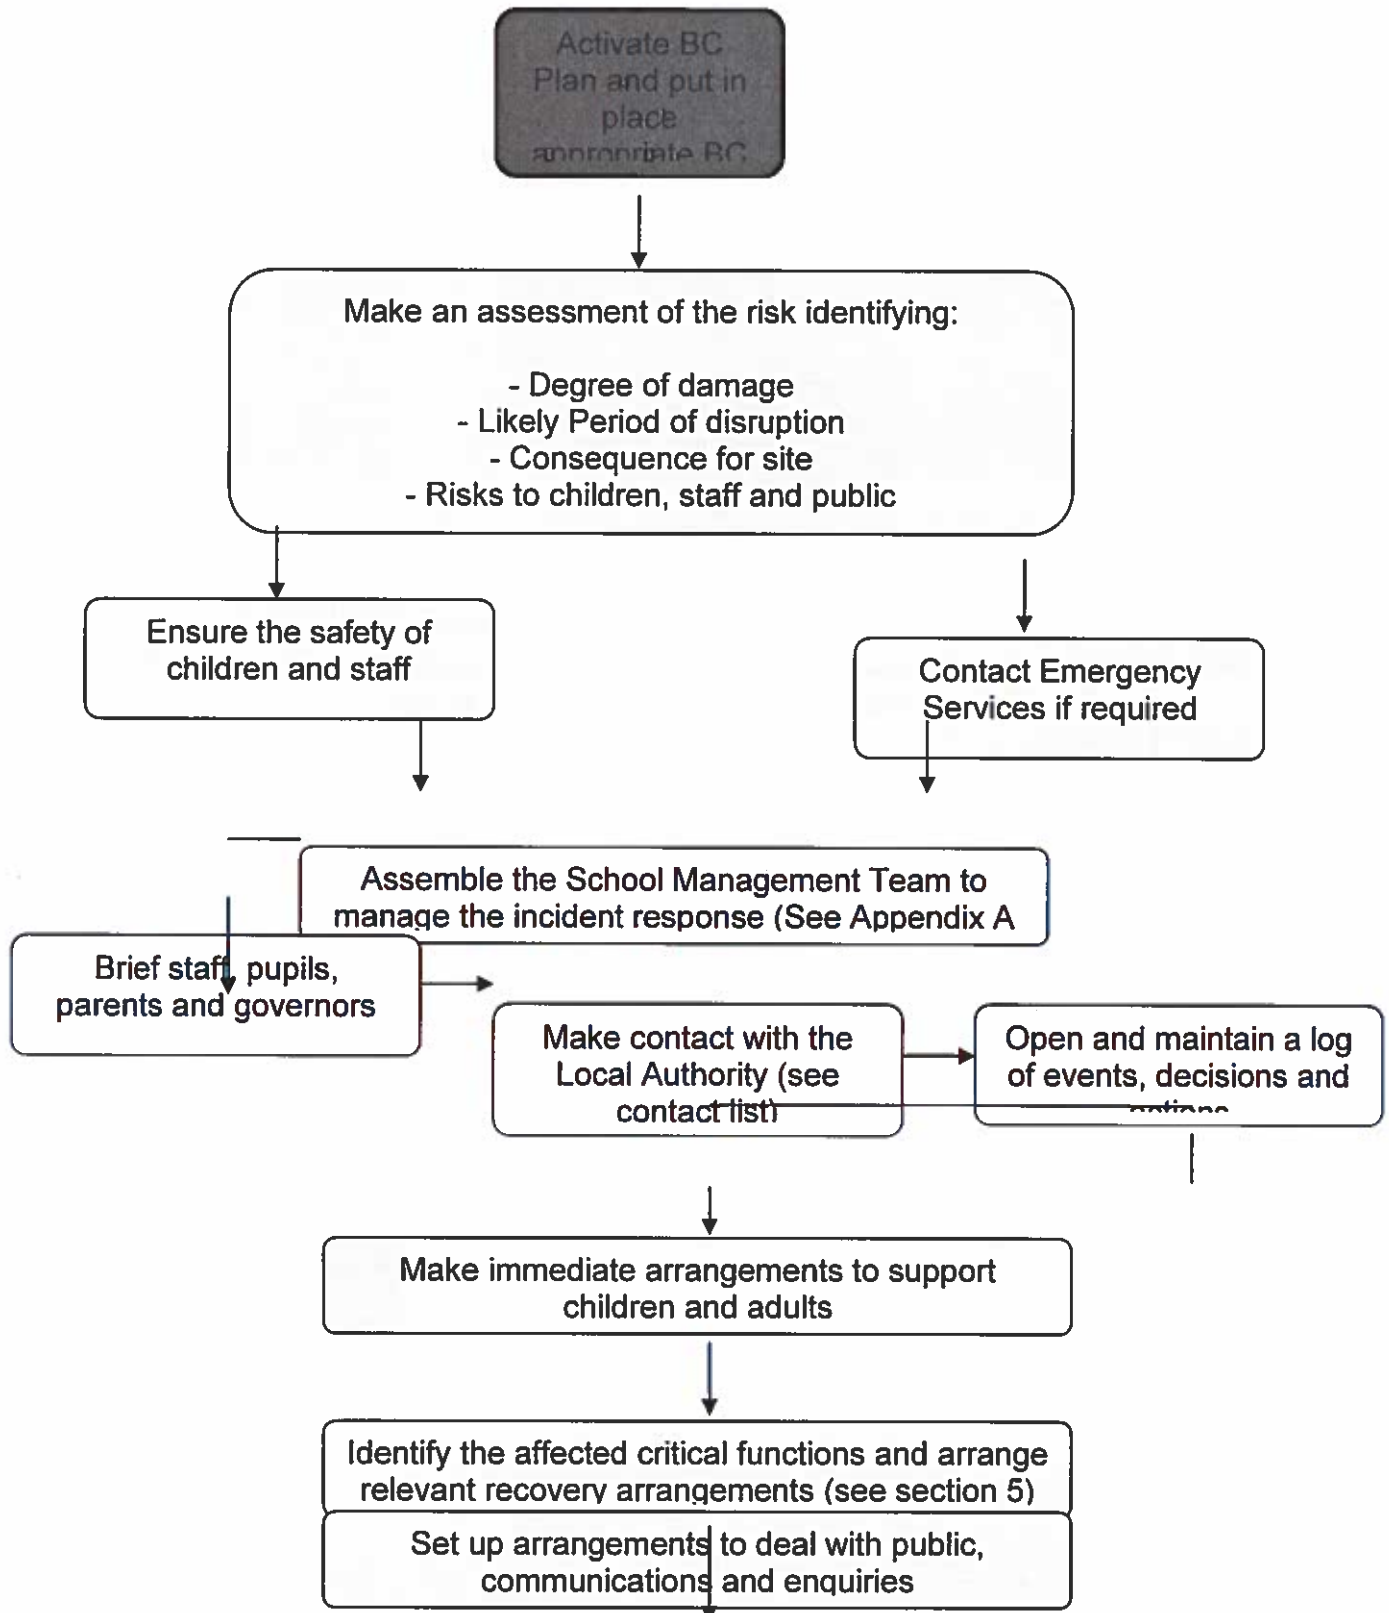 Activate BC
Plan and put in
place
appropriate BC
Make an assessment of the risk identifying:
- Degree of damage
- Likely Period of disruption
- Consequence for site
- Risks to children, staff and public
Ensure the safety of
children and staff
Contact Emergency
Services if required
Assemble the School Management Team to
manage the incident response (See Appendix A
Brief staff, pupils,
parents and governors
Make contact with the
Local Authority (see
contact list)
Open and maintain a log
of events, decisions and
Make immediate arrangements to support
children and adults
Identify the affected critical functions and arrange
relevant recovery arrangements (see section 5)
Set up arrangements to deal with public,
communications and enquiries